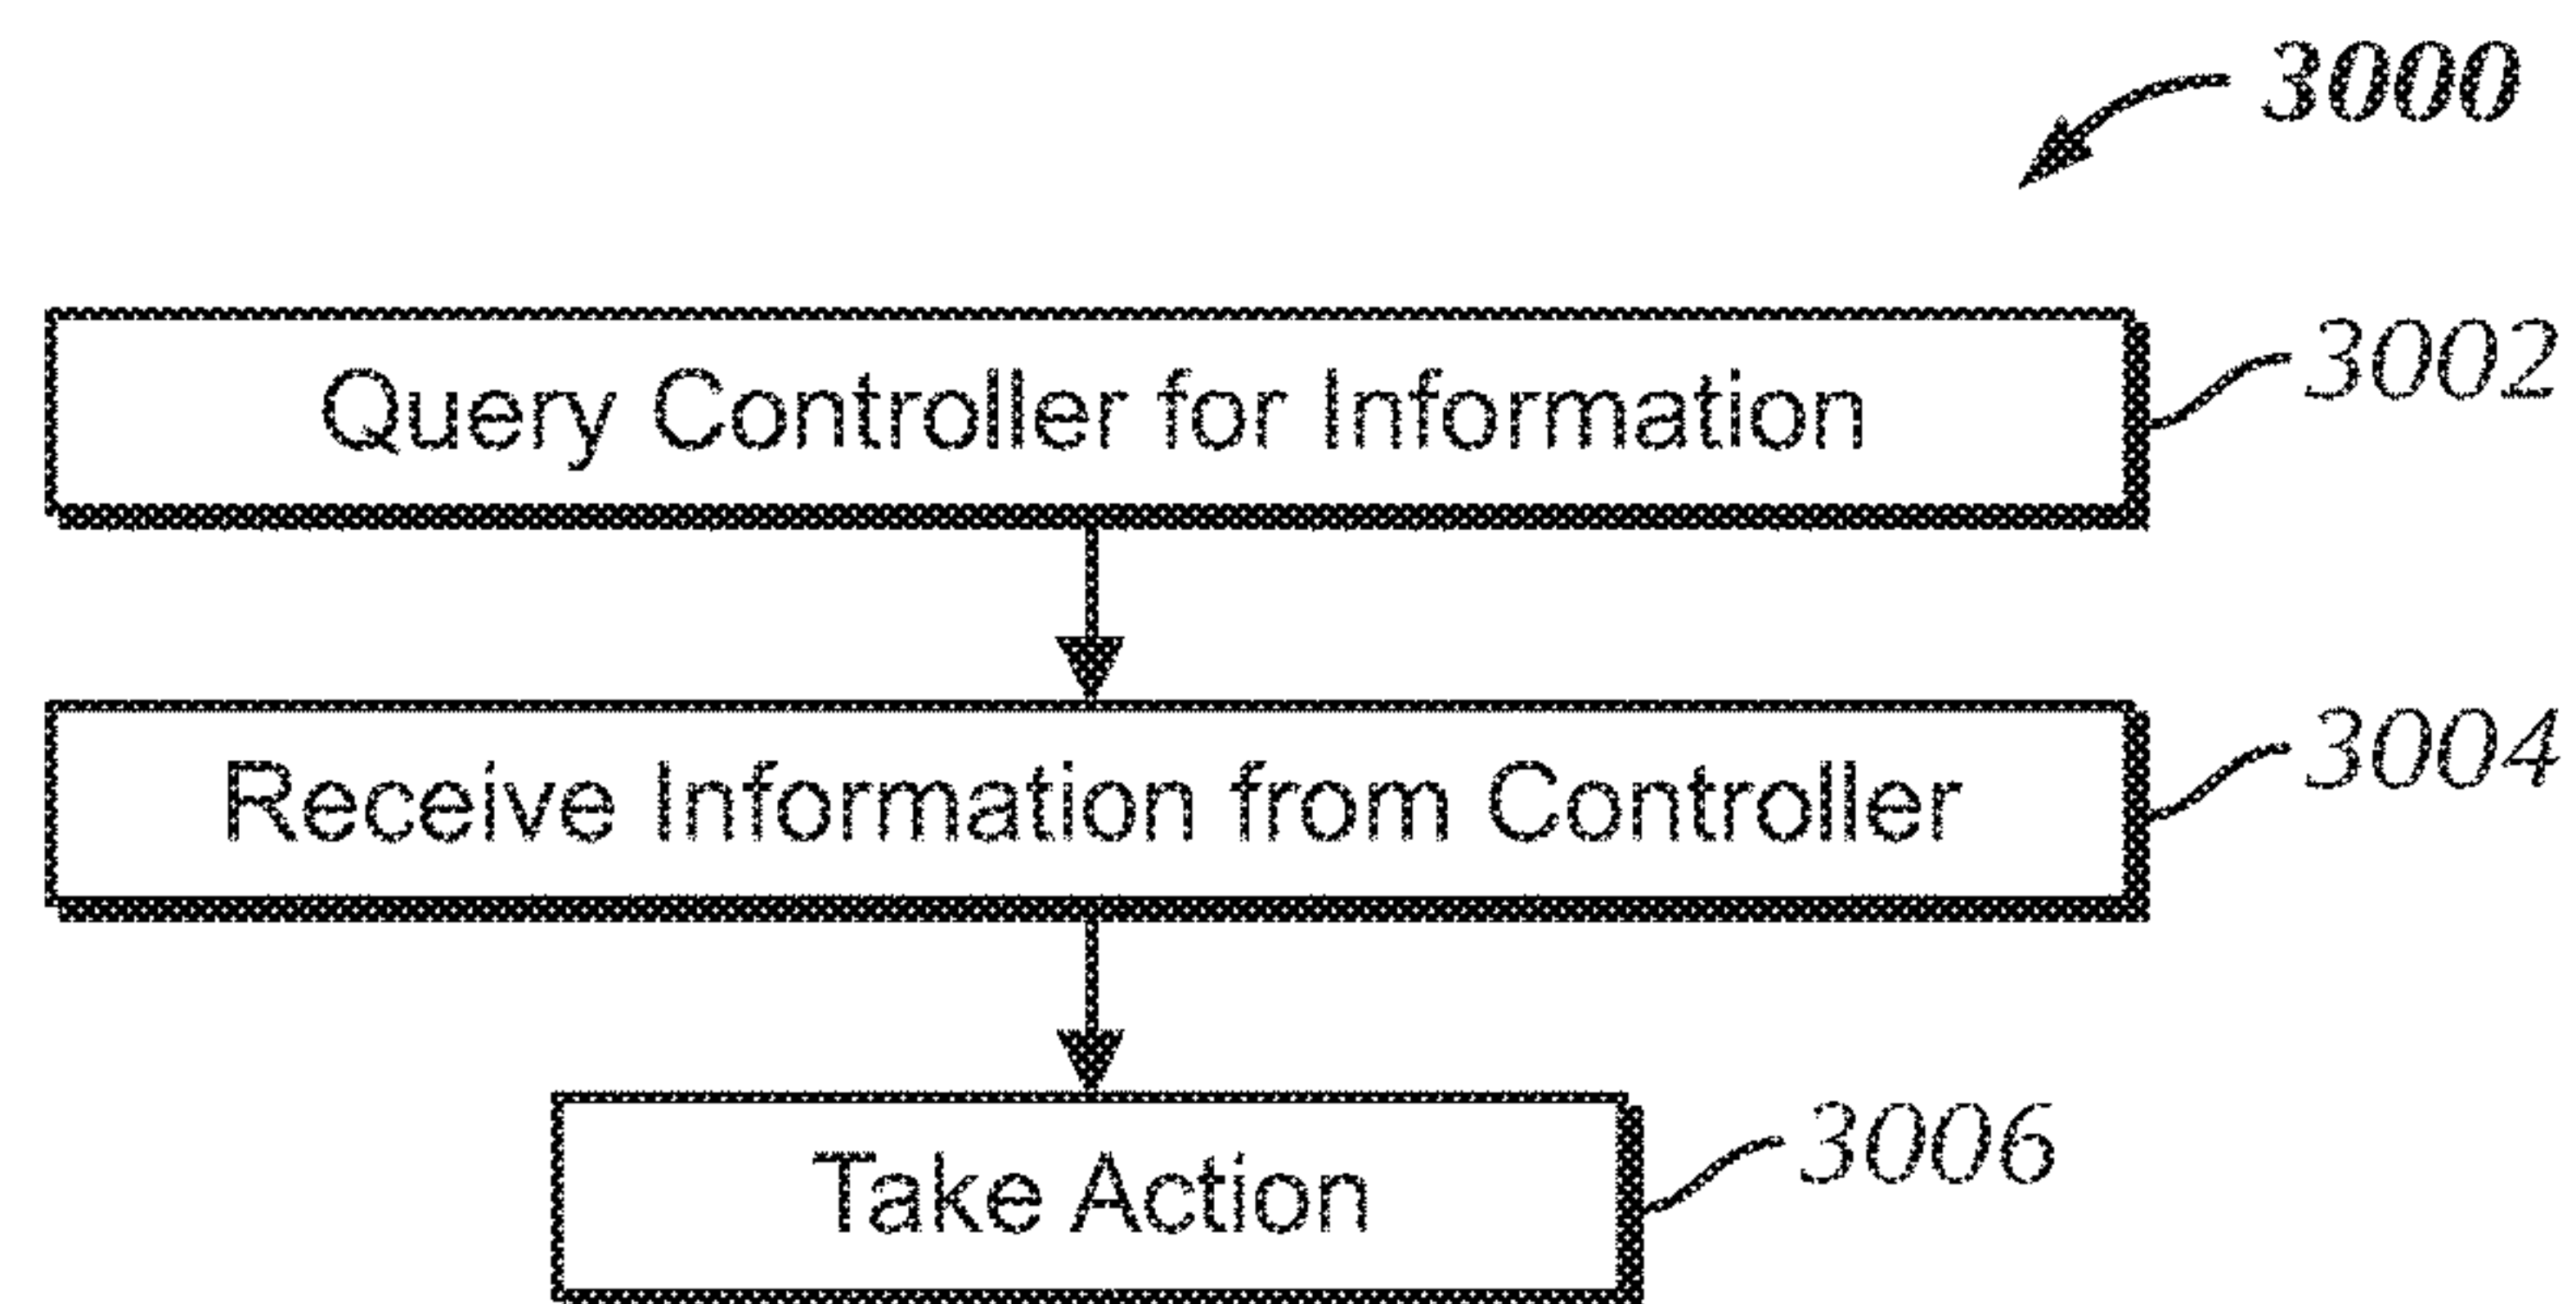 3000
Query Controller for Information
3002
Receive Information from Controller
3004
Take Action
3006